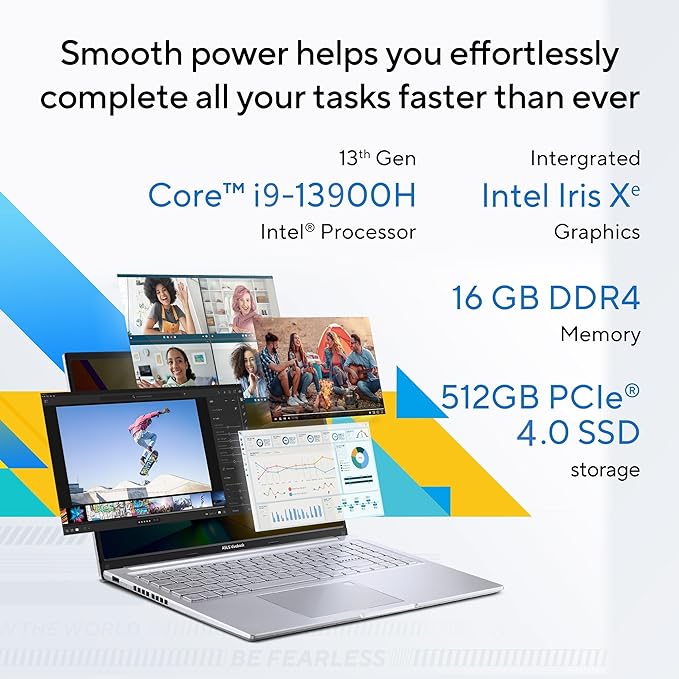 Smooth power helps you effortlessly
complete all your tasks faster than ever
13th Gen
Core™ i9-13900H
Intel® Processor
Intergrated
Intel Iris Xe
Graphics
16 GB DDR4
Memory
512GB PCIe®
4.0 SSD
storage
ASUS Vivobook
W THE WORLD
BE FEARLESS